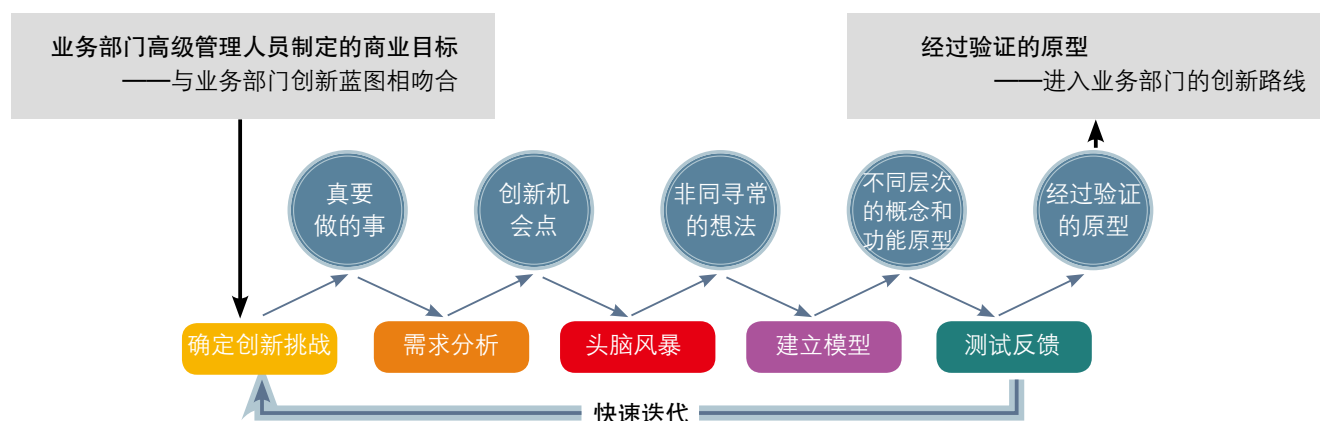 业务部门高级管理人员制定的商业目标
——与业务部门创新蓝图相吻合
经过验证的原型
——进入业务部门的创新路线
真要
做的事
创新机
会点
非同寻常
的想法
不同层次
的概念和
功能原型
经过验证
的原型
确定创新挑战
需求分析
头脑风暴
建立模型
测试反馈
快速迭代